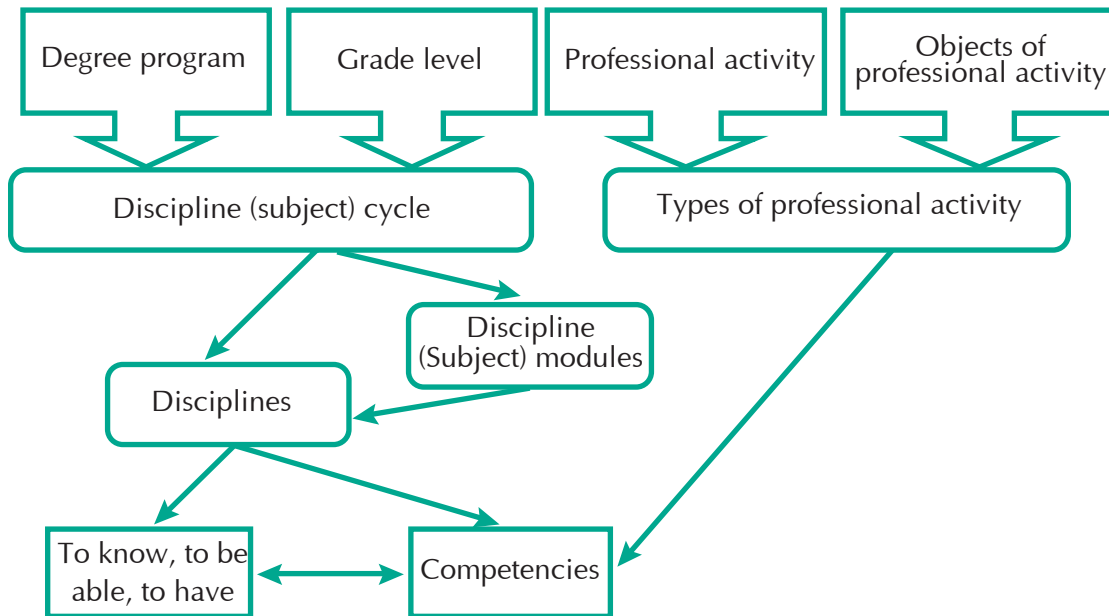 Degree program
Grade level
Professional activity
Objects of
professional activity
Discipline (subject) cycle
Types of professional activity
Discipline
(Subject) modules
Disciplines
To know, to be
able, to have
Competencies